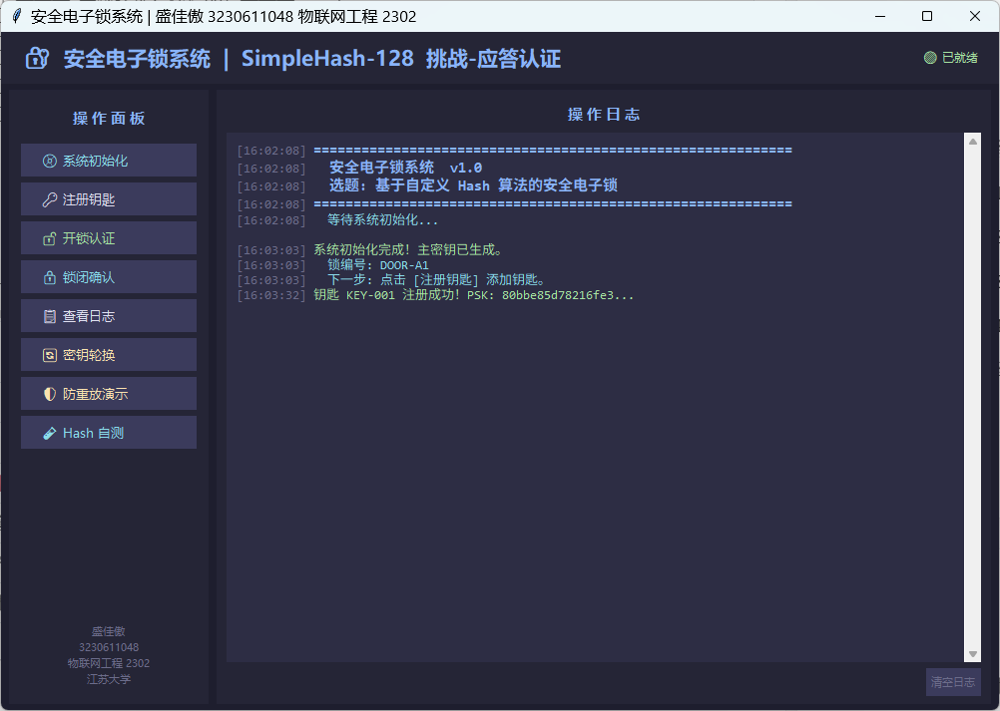 安全电子锁系统 | 盛佳傲 3230611048 物联网工程 2302
安全电子锁系统 | SimpleHash-128 挑战-应答认证
已就绪
操 作 面 板
系统初始化
注册钥匙
开锁认证
锁闭确认
查看日志
密钥轮换
防重放演示
Hash 自测
盛佳傲
3230611048
物联网工程 2302
江苏大学
操 作 日 志
[16:02:08] ============================================================
[16:02:08] 安全电子锁系统 v1.0
[16:02:08] 选题: 基于自定义 Hash 算法的安全电子锁
[16:02:08] ============================================================
[16:02:08] 等待系统初始化...
[16:03:03] 系统初始化完成! 主密钥已生成。
[16:03:03] 锁编号: DOOR-A1
[16:03:03] 下一步: 点击 [注册钥匙] 添加钥匙。
[16:03:32] 钥匙 KEY-001 注册成功! PSK: 80bbe85d78216fe3...
清空日志